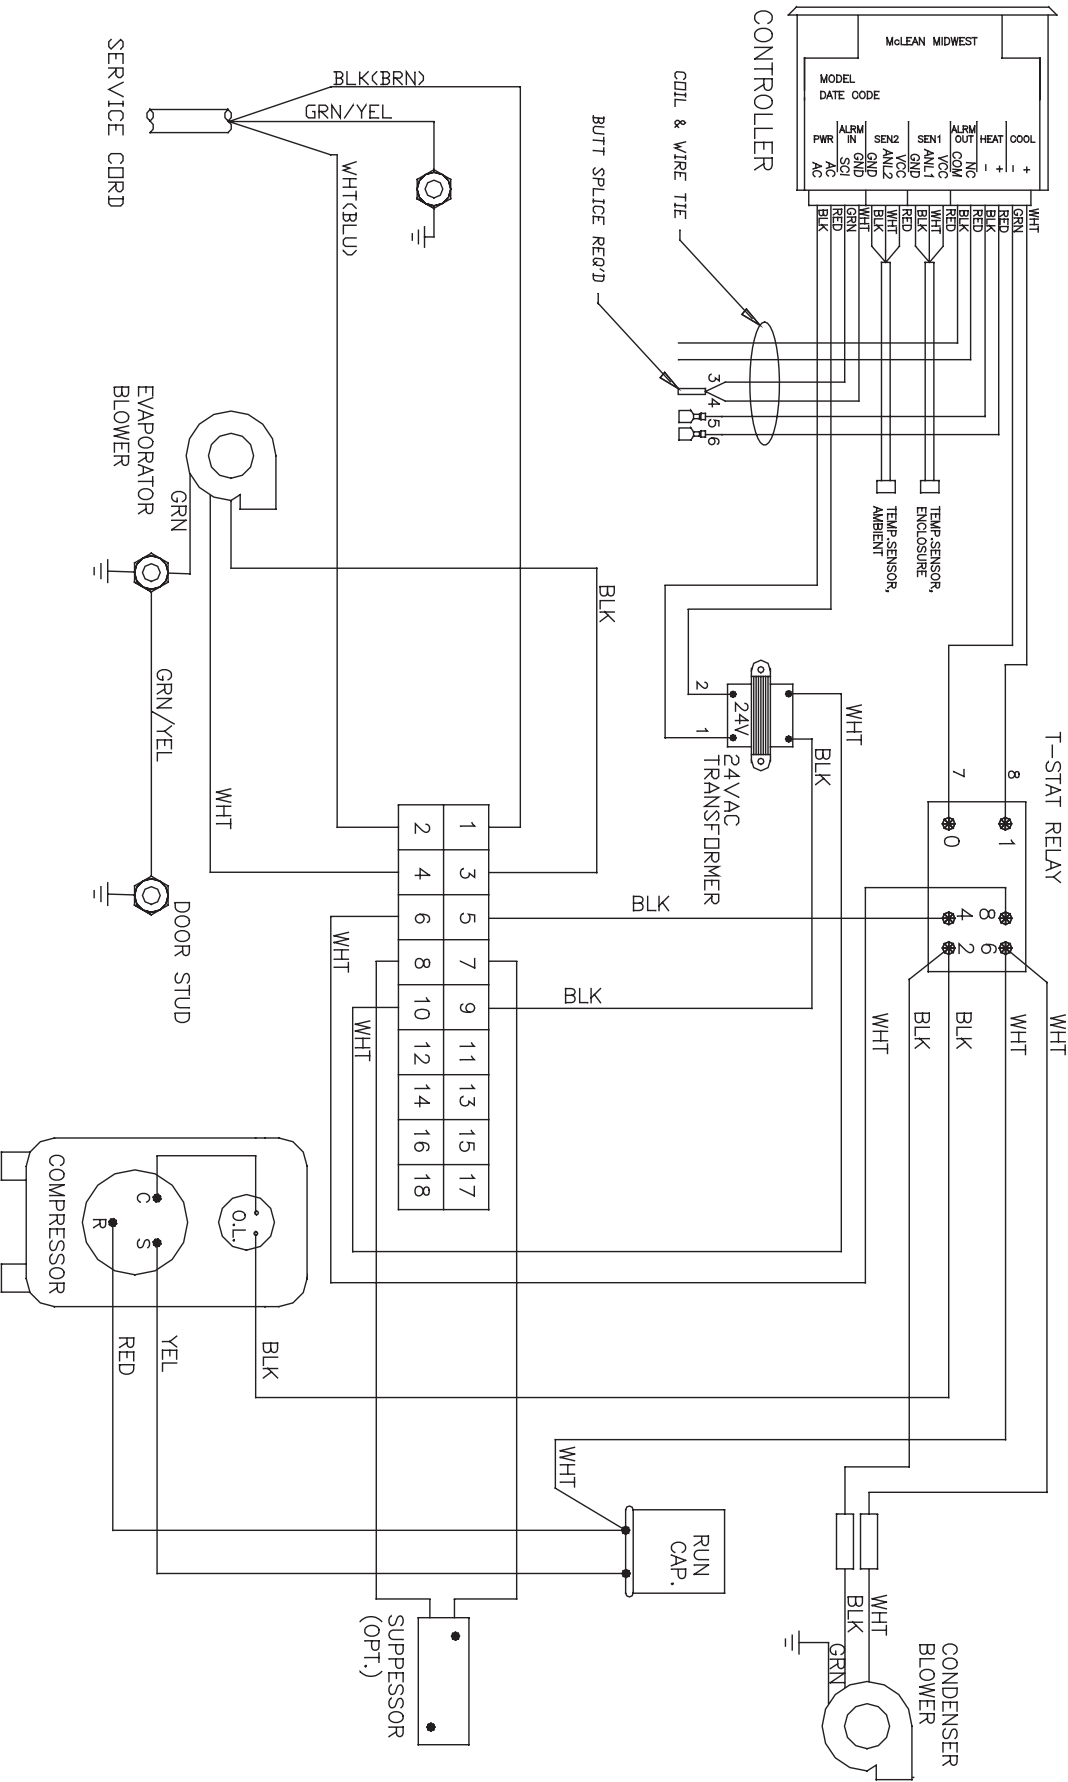 CONTROLLER
McLEAN MIDWEST
MODEL
DATE CODE
PWR
ALRM
IN
SEN2
SEN1
ALRM
OUT
HEAT
COOL
AC
AC
SCI
GND
GND
ANL2
VCC
GND
ANL1
VCC
COM
NC
-
+
-
+
BLK
RED
GRN
WHT
BLK
WHT
RED
BLK
WHT
RED
BLK
RED
BLK
RED
GRN
WHT
COIL & WIRE TIE
BUTT SPLICE REQ'D
3
4
5
6
TEMP.SENSOR,
ENCLOSURE
TEMP.SENSOR,
AMBIENT
SERVICE CORD
BLK(BRN)
GRN/YEL
WHT(BLU)
EVAPORATOR
BLOWER
GRN
BLK
GRN/YEL
WHT
DOOR STUD
2
1
24V
24VAC
TRANSFORMER
WHT
BLK
T-STAT RELAY
8
7
1
0
8
4
6
2
WHT
WHT
BLK
BLK
WHT
BLK
BLK
1
2
3
4
5
6
7
8
9
10
11
12
13
14
15
16
17
18
WHT
WHT
COMPRESSOR
C
S
R
O.L.
BLK
YEL
RED
WHT
RUN
CAP.
SUPPESSOR
(OPT.)
WHT
BLK
GRN
CONDENSER
BLOWER